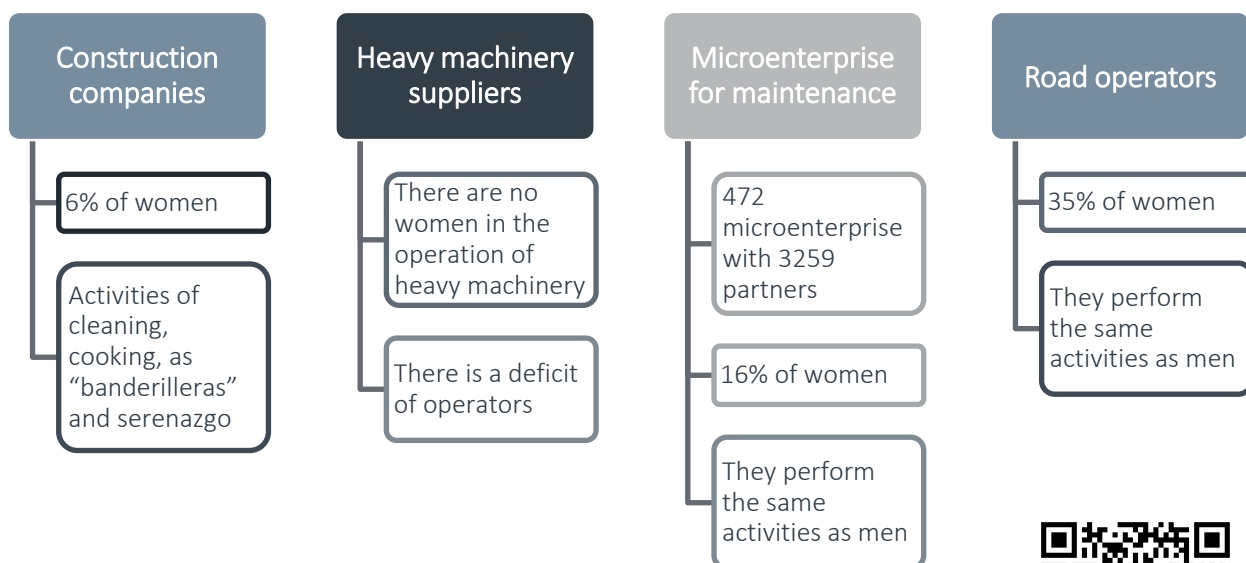 Construction
companies
6% of women
Activities of
cleaning,
cooking, as
“banderilleras”
and serenazgo
Heavy machinery
suppliers
There are no
women in the
operation of
heavy machinery
There is a deficit
of operators
Microenterprise
for maintenance
472
microenterprise
with 3259
partners
16% of women
They perform
the same
activities as men
Road operators
35% of women
They perform
the same
activities as men